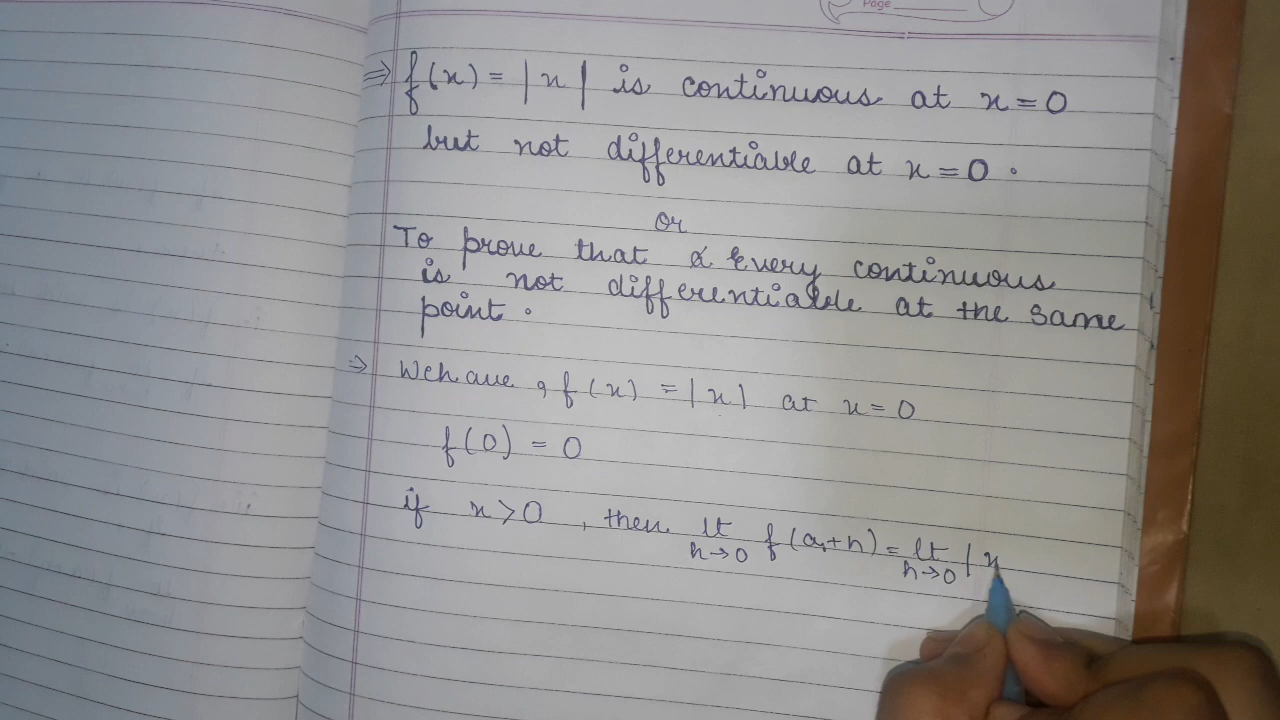 Page
⇒ f(x) = |x| is continuous at x=0
but not differentiable at x=0.
or
To prove that Every continuous
is not differentiable at the same
point.
⇒ We have, f(x) = |x| at x=0
f(0) = 0
if x>0, then lt f(a+h) = lt |x
h→0 h→0